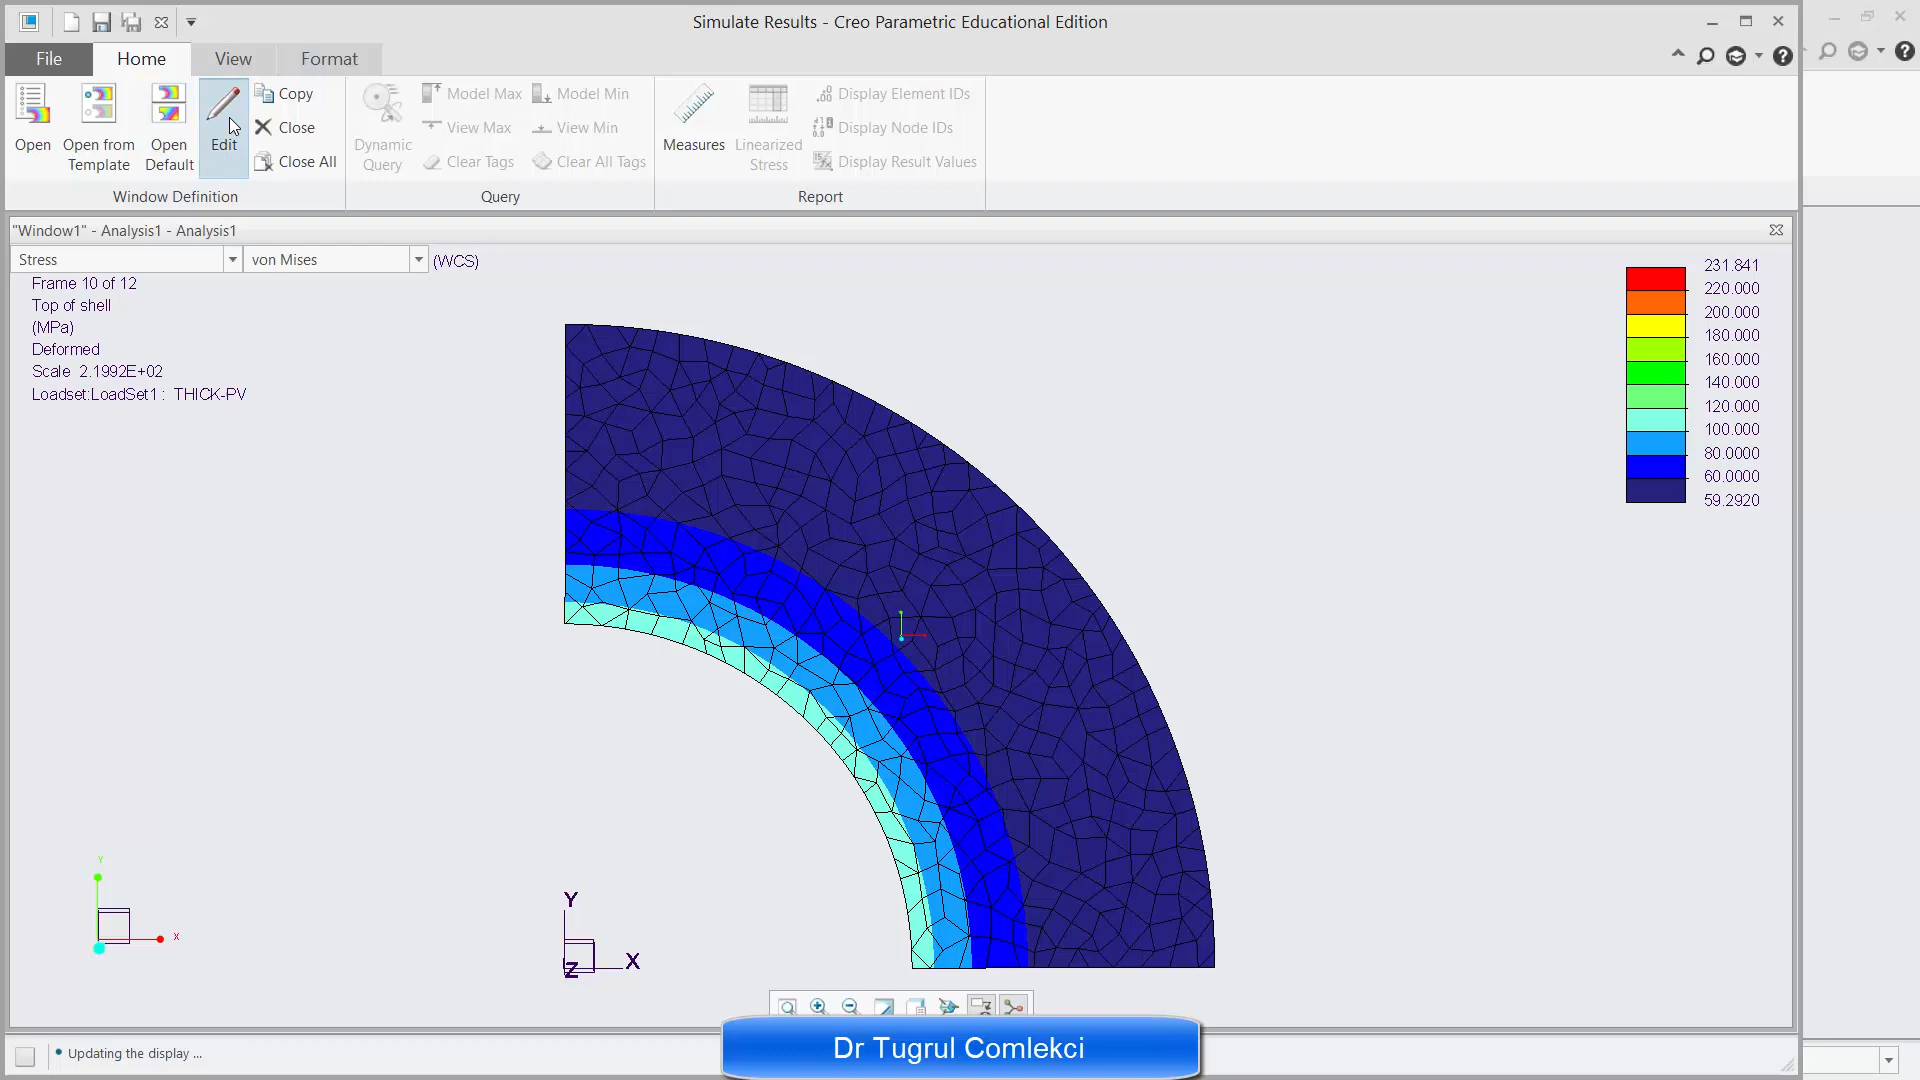 Simulate Results - Creo Parametric Educational Edition
File Home View Format
Open
Open from Template
Open Default
Edit
Copy
Close
Close All
Window Definition
Dynamic Query
Model Max
View Max
Clear Tags
Model Min
View Min
Clear All Tags
Query
Measures
Linearized Stress
Display Element IDs
Display Node IDs
Display Result Values
Report
"Window1" - Analysis1 - Analysis1
Stress von Mises (WCS)
Frame 10 of 12
Top of shell
(MPa)
Deformed
Scale 2.1992E+02
Loadset:LoadSet1 : THICK-PV
231.841
220.000
200.000
180.000
160.000
140.000
120.000
100.000
80.0000
60.0000
59.2920
Y
X
Y
X
Z
Updating the display ...
Dr Tugrul Comlekci